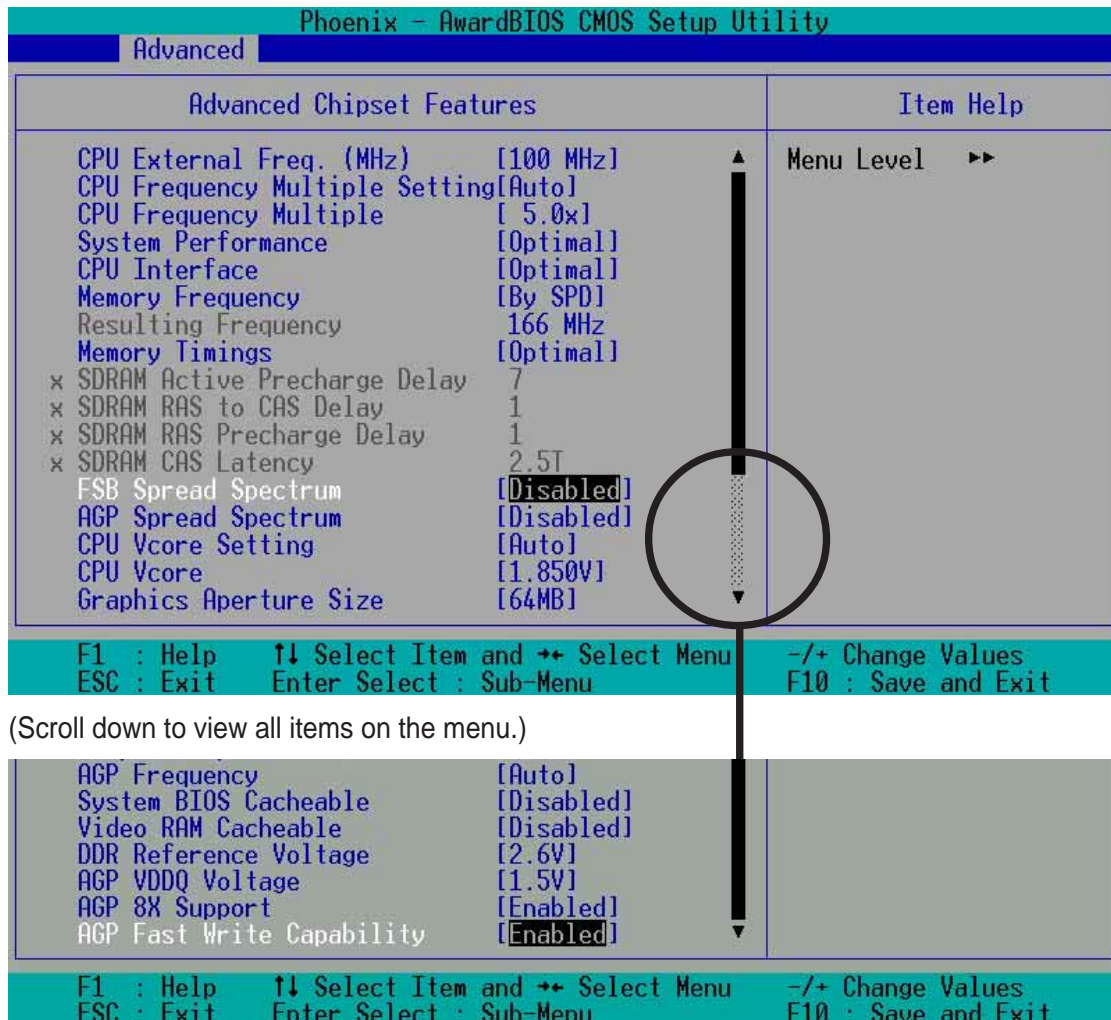 Phoenix - AwardBIOS CMOS Setup Utility
Advanced
Advanced Chipset Features
Item Help
CPU External Freq. (MHz) [100 MHz]
CPU Frequency Multiple Setting[Auto]
CPU Frequency Multiple [ 5.0x]
System Performance [Optimal]
CPU Interface [Optimal]
Memory Frequency [By SPD]
Resulting Frequency 166 MHz
Memory Timings [Optimal]
x SDRAM Active Precharge Delay 7
x SDRAM RAS to CAS Delay 1
x SDRAM RAS Precharge Delay 1
x SDRAM CAS Latency 2.5T
FSB Spread Spectrum [Disabled]
AGP Spread Spectrum [Disabled]
CPU Vcore Setting [Auto]
CPU Vcore [1.850V]
Graphics Aperture Size [64MB]
Menu Level ▶▶
F1 : Help ↑↓ Select Item and →← Select Menu -/+ Change Values
ESC : Exit Enter Select : Sub-Menu F10 : Save and Exit
(Scroll down to view all items on the menu.)
AGP Frequency [Auto]
System BIOS Cacheable [Disabled]
Video RAM Cacheable [Disabled]
DDR Reference Voltage [2.6V]
AGP VDDQ Voltage [1.5V]
AGP 8X Support [Enabled]
AGP Fast Write Capability [Enabled]
F1 : Help ↑↓ Select Item and →← Select Menu -/+ Change Values
ESC : Exit Enter Select : Sub-Menu F10 : Save and Exit